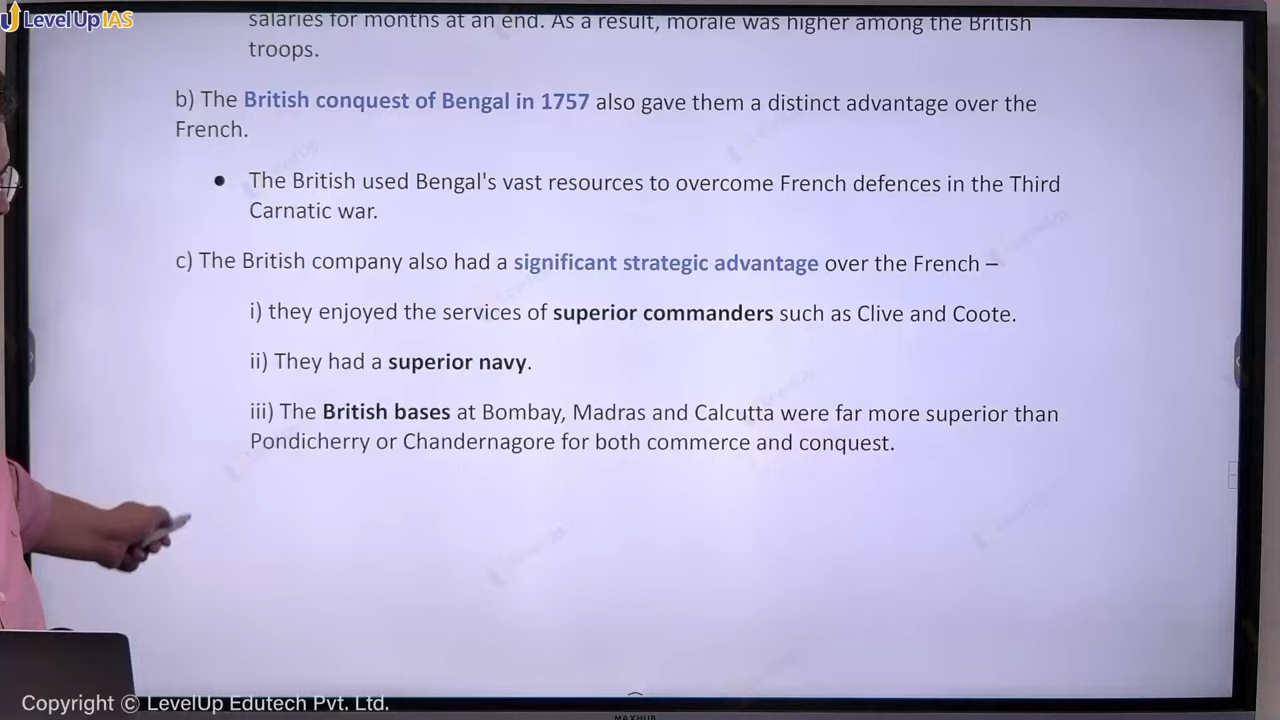 LevelUp IAS
salaries for months at an end. As a result, morale was higher among the British
troops.
b) The British conquest of Bengal in 1757 also gave them a distinct advantage over the
French.
● The British used Bengal's vast resources to overcome French defences in the Third
Carnatic war.
c) The British company also had a significant strategic advantage over the French –
i) they enjoyed the services of superior commanders such as Clive and Coote.
ii) They had a superior navy.
iii) The British bases at Bombay, Madras and Calcutta were far more superior than
Pondicherry or Chandernagore for both commerce and conquest.
Copyright © LevelUp Edutech Pvt. Ltd.
MAXHUB